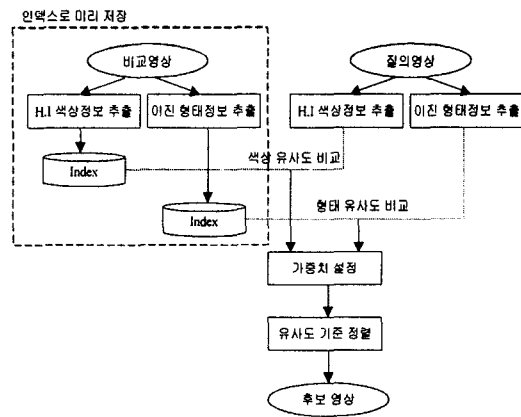 인덱스로 미리 저장
비교영상
질의영상
H.I 색상정보 추출
이진 형태정보 추출
H.I 색상정보 추출
이진 형태정보 추출
색상 유사도 비교
Index
형태 유사도 비교
Index
가중치 설정
유사도 기준 정렬
후보 영상